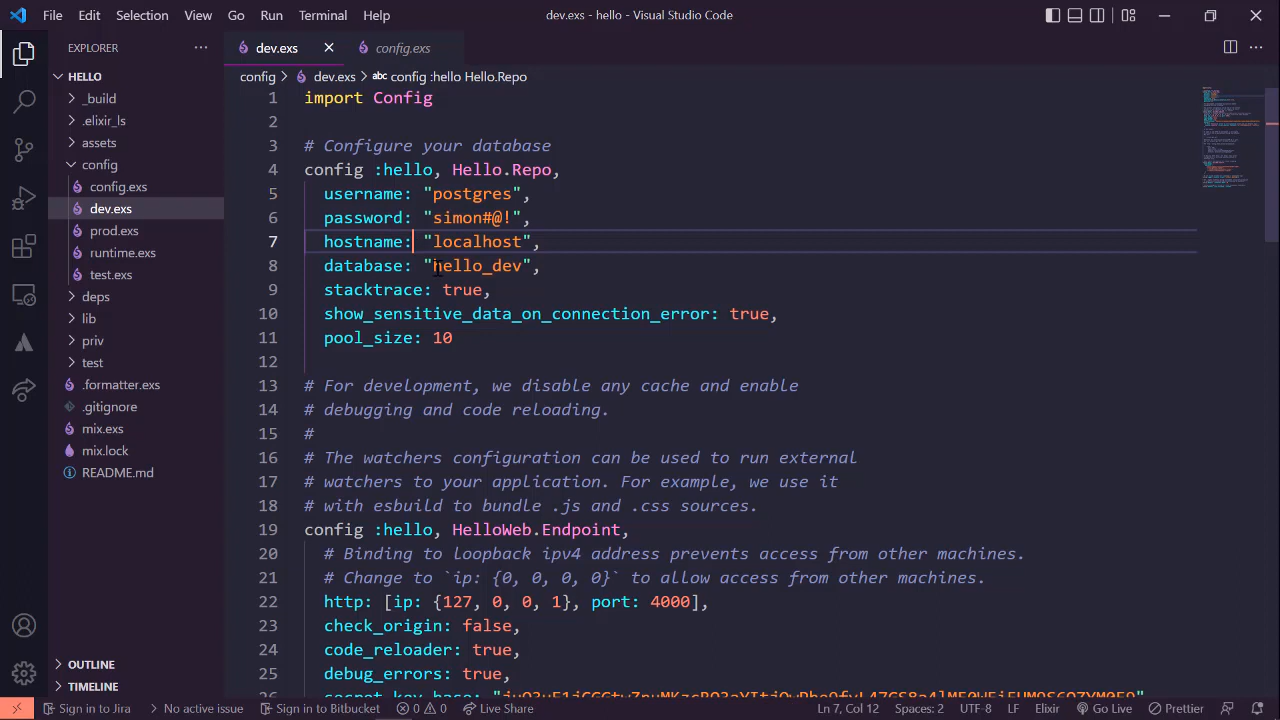 File Edit Selection View Go Run Terminal Help dev.exs - hello - Visual Studio Code
EXPLORER
HELLO
_build
.elixir_ls
assets
config
config.exs
dev.exs
prod.exs
runtime.exs
test.exs
deps
lib
priv
test
.formatter.exs
.gitignore
mix.exs
mix.lock
README.md
OUTLINE
TIMELINE
dev.exs config.exs
config > dev.exs > abc config :hello Hello.Repo
1 import Config
2
3 # Configure your database
4 config :hello, Hello.Repo,
5 username: "postgres",
6 password: "simon#@!",
7 hostname: "localhost",
8 database: "hello_dev",
9 stacktrace: true,
10 show_sensitive_data_on_connection_error: true,
11 pool_size: 10
12
13 # For development, we disable any cache and enable
14 # debugging and code reloading.
15 #
16 # The watchers configuration can be used to run external
17 # watchers to your application. For example, we use it
18 # with esbuild to bundle .js and .css sources.
19 config :hello, HelloWeb.Endpoint,
20 # Binding to loopback ipv4 address prevents access from other machines.
21 # Change to `ip: {0, 0, 0, 0}` to allow access from other machines.
22 http: [ip: {127, 0, 0, 1}, port: 4000],
23 check_origin: false,
24 code_reloader: true,
25 debug_errors: true,
26 secret_key_base:
Sign in to Jira No active issue Sign in to Bitbucket 0 0 Live Share Ln 7, Col 12 Spaces: 2 UTF-8 LF Elixir Go Live Prettier